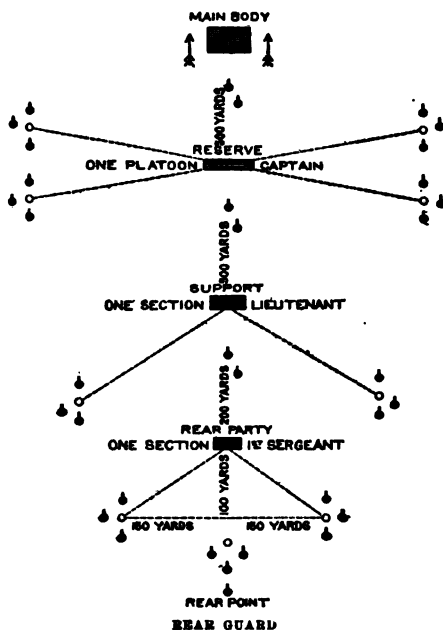 MAIN BODY
500 YARDS
RESERVE
ONE PLATOON CAPTAIN
300 YARDS
SUPPORT
ONE SECTION LIEUTENANT
200 YARDS
REAR PARTY
ONE SECTION 1ST SERGEANT
100 YARDS
150 YARDS 150 YARDS
REAR POINT
REAR GUARD